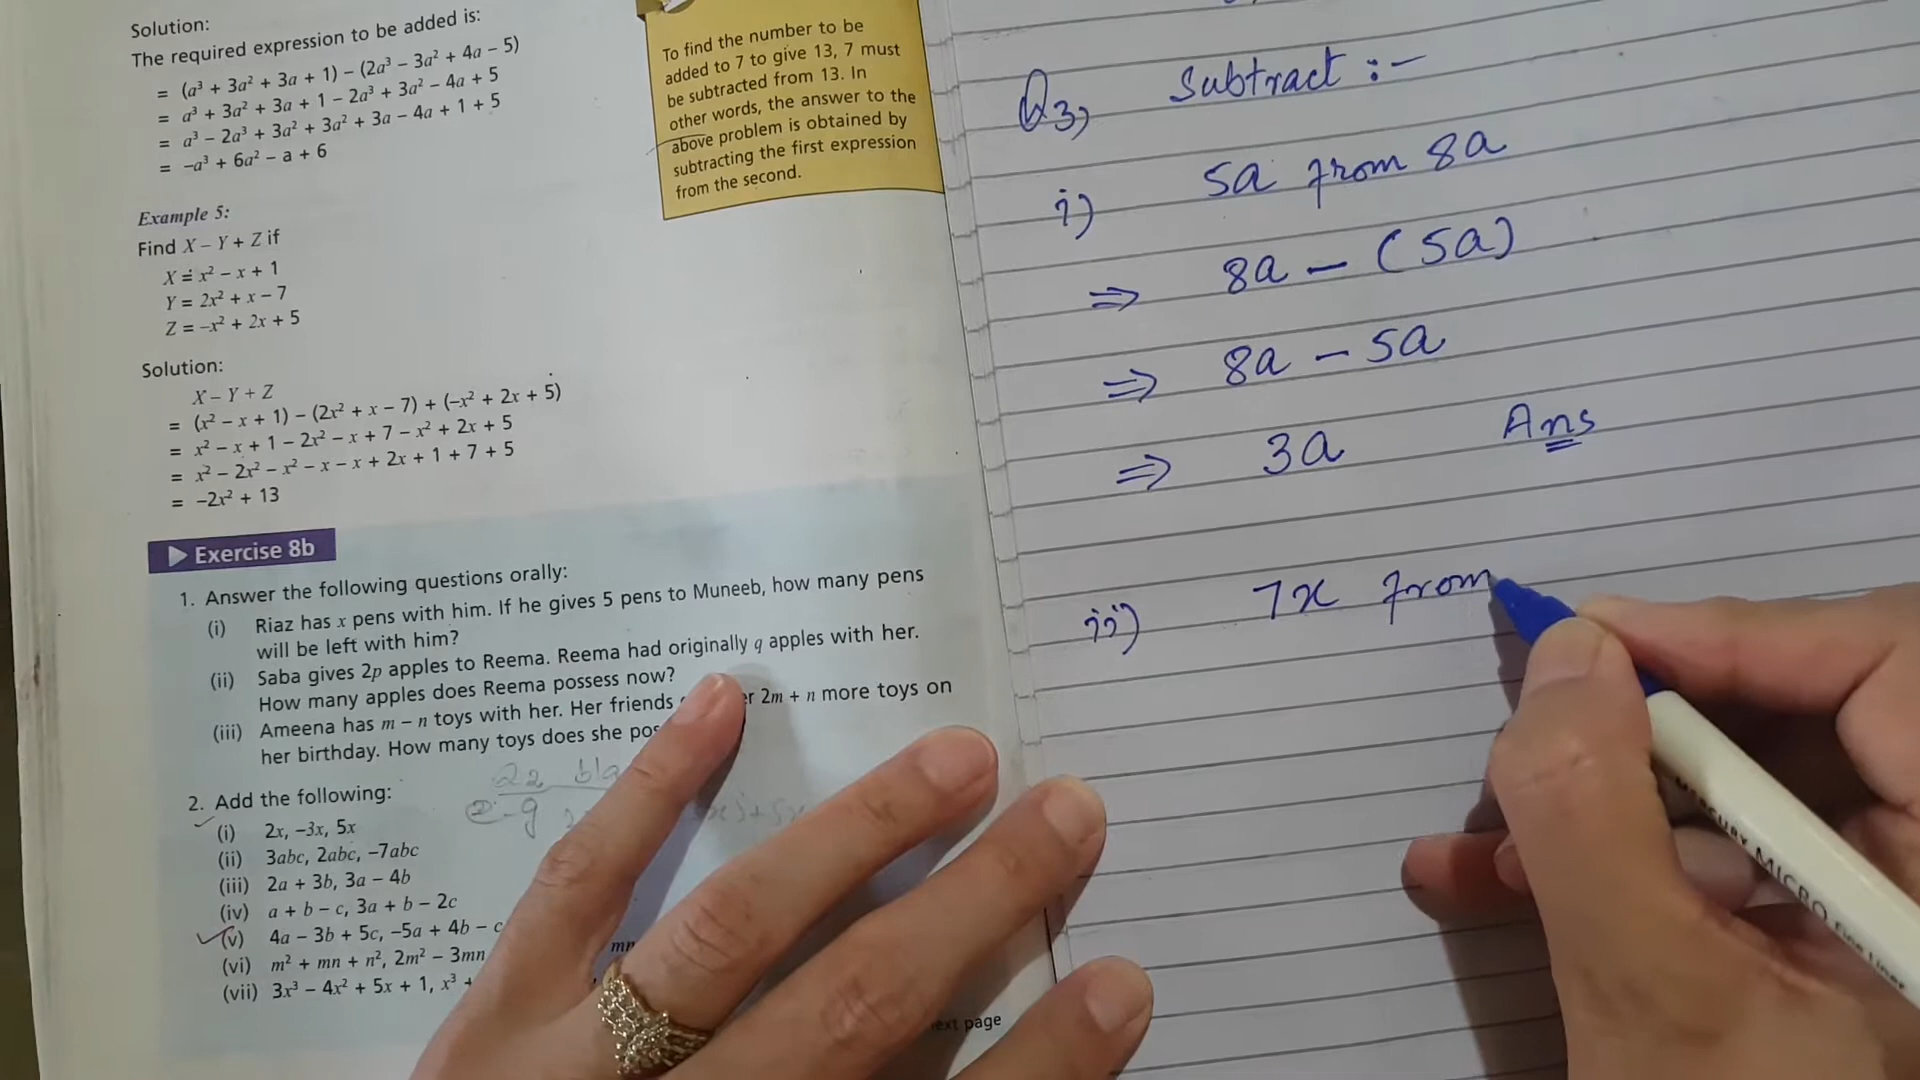 Solution:
The required expression to be added is:
= (a³ + 3a² + 3a + 1) – (2a³ – 3a² + 4a – 5)
= a³ + 3a² + 3a + 1 – 2a³ + 3a² – 4a + 5
= a³ – 2a³ + 3a² + 3a² + 3a – 4a + 1 + 5
= –a³ + 6a² – a + 6
To find the number to be
added to 7 to give 13, 7 must
be subtracted from 13. In
other words, the answer to the
above problem is obtained by
subtracting the first expression
from the second.
Example 5:
Find X – Y + Z if
X = x² – x + 1
Y = 2x² + x – 7
Z = –x² + 2x + 5
Solution:
X – Y + Z
= (x² – x + 1) – (2x² + x – 7) + (–x² + 2x + 5)
= x² – x + 1 – 2x² – x + 7 – x² + 2x + 5
= x² – 2x² – x² – x – x + 2x + 1 + 7 + 5
= –2x² + 13
Exercise 8b
1. Answer the following questions orally:
(i) Riaz has x pens with him. If he gives 5 pens to Muneeb, how many pens
will be left with him?
(ii) Saba gives 2p apples to Reema. Reema had originally q apples with her.
How many apples does Reema possess now?
(iii) Ameena has m – n toys with her. Her friends 2m + n more toys on
her birthday. How many toys does she
2. Add the following:
(i) 2x, –3x, 5x
(ii) 3abc, 2abc, –7abc
(iii) 2a + 3b, 3a – 4b
(iv) a + b – c, 3a + b – 2c
(v) 4a – 3b + 5c, –5a + 4b – c
(vi) m² + mn + n², 2m² – 3mn
(vii) 3x³ – 4x² + 5x + 1, x³ +
page
Q3, Subtract :-
i) 5a from 8a
⇒ 8a – (5a)
⇒ 8a – 5a
⇒ 3a Ans
ii) 7x from